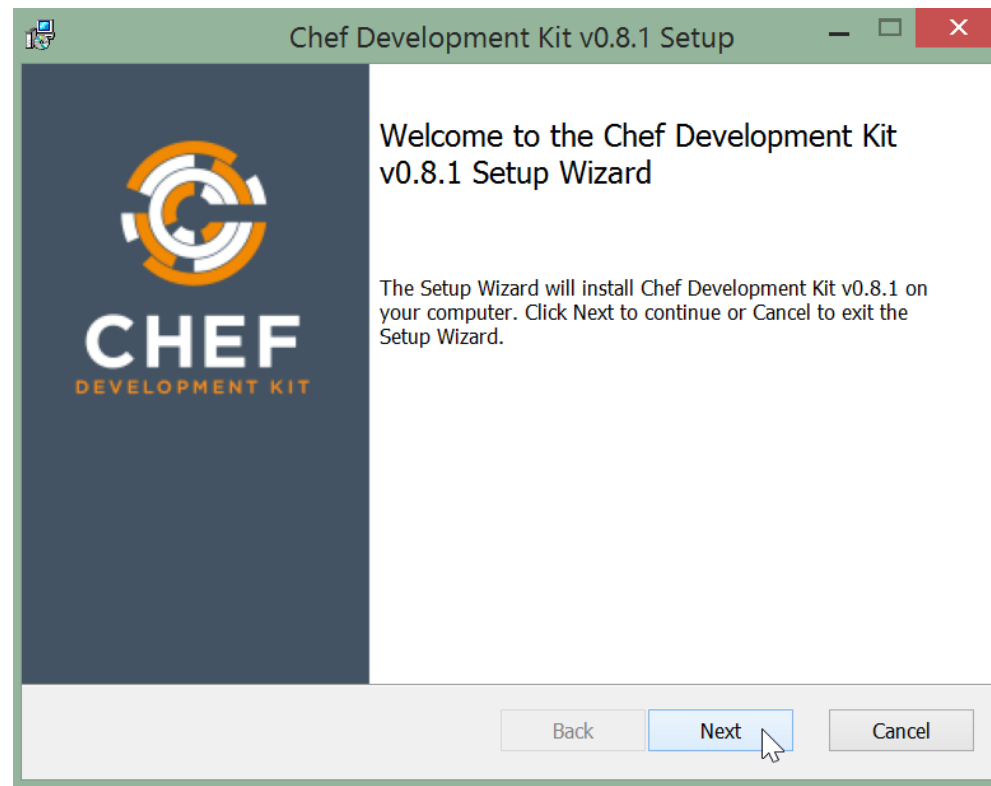 Chef Development Kit v0.8.1 Setup
Welcome to the Chef Development Kit
v0.8.1 Setup Wizard
The Setup Wizard will install Chef Development Kit v0.8.1 on
your computer. Click Next to continue or Cancel to exit the
Setup Wizard.
CHEF
DEVELOPMENT KIT
Back
Next
Cancel